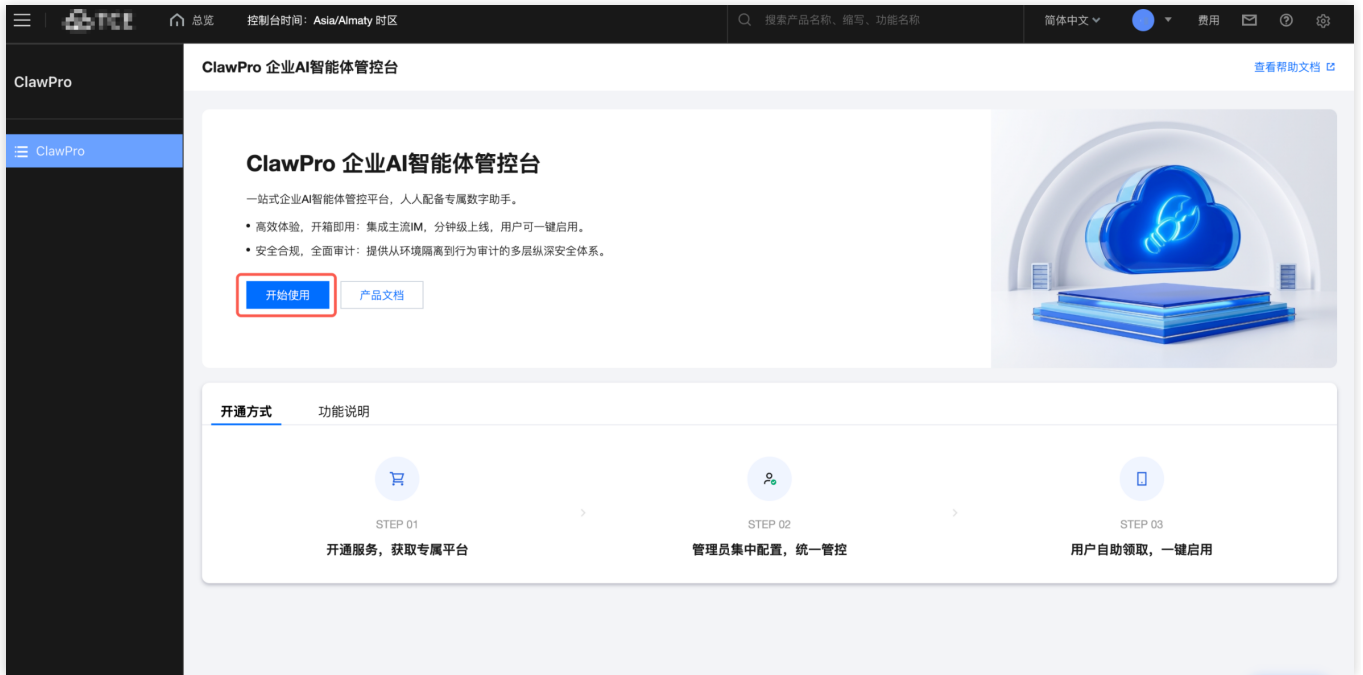 总览
控制台时间：Asia/Almaty 时区
搜索产品名称、缩写、功能名称
简体中文
费用
ClawPro
ClawPro
ClawPro 企业AI智能体管控台
查看帮助文档
ClawPro 企业AI智能体管控台
一站式企业AI智能体管控平台，人人配备专属数字助手。
• 高效体验，开箱即用：集成主流IM，分钟级上线，用户可一键启用。
• 安全合规，全面审计：提供从环境隔离到行为审计的多层纵深安全体系。
开始使用
产品文档
开通方式
功能说明
STEP 01
开通服务，获取专属平台
STEP 02
管理员集中配置，统一管控
STEP 03
用户自助领取，一键启用